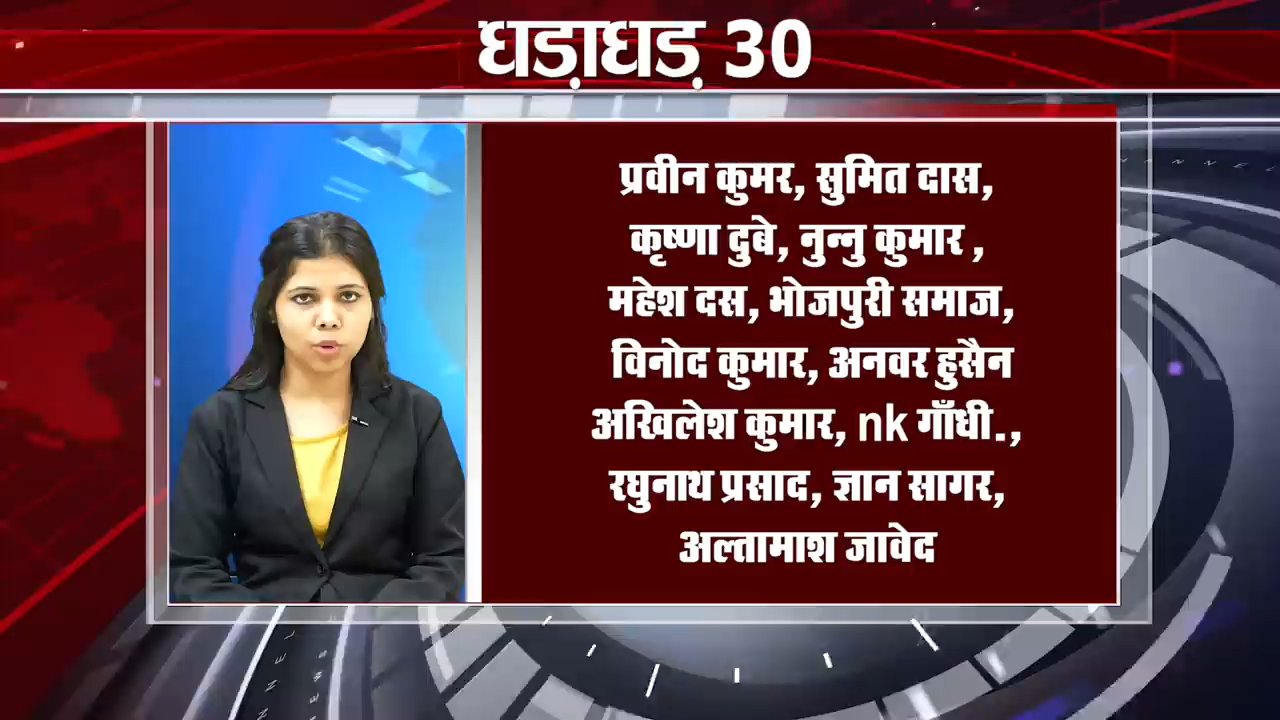 धड़ाधड़ 30
प्रवीन कुमर, सुमित दास,
कृष्णा दुबे, नुन्नु कुमार ,
महेश दस, भोजपुरी समाज,
विनोद कुमार, अनवर हुसैन
अखिलेश कुमार, nk गाँधी.,
रघुनाथ प्रसाद, ज्ञान सागर,
अल्तामाश जावेद